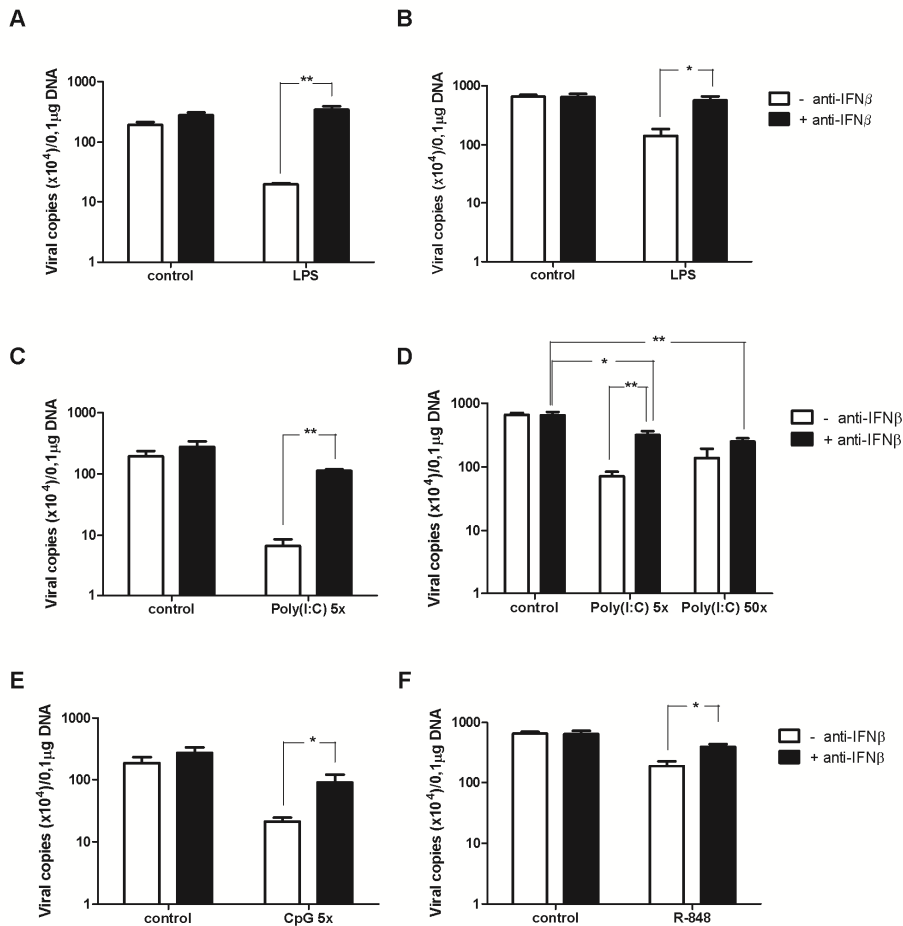 A
Viral copies (x10⁴)/0,1µg DNA
1000
100
10
1
**
control
LPS
B
Viral copies (x10⁴)/0,1µg DNA
1000
100
10
1
*
control
LPS
- anti-IFNβ
+ anti-IFNβ
C
Viral copies (x10⁴)/0,1µg DNA
1000
100
10
1
**
control
Poly(I:C) 5x
D
Viral copies (x10⁴)/0,1µg DNA
1000
100
10
1
**
*
**
control
Poly(I:C) 5x
Poly(I:C) 50x
- anti-IFNβ
+ anti-IFNβ
E
Viral copies (x10⁴)/0,1µg DNA
1000
100
10
1
*
control
CpG 5x
F
Viral copies (x10⁴)/0,1µg DNA
1000
100
10
1
*
control
R-848
- anti-IFNβ
+ anti-IFNβ